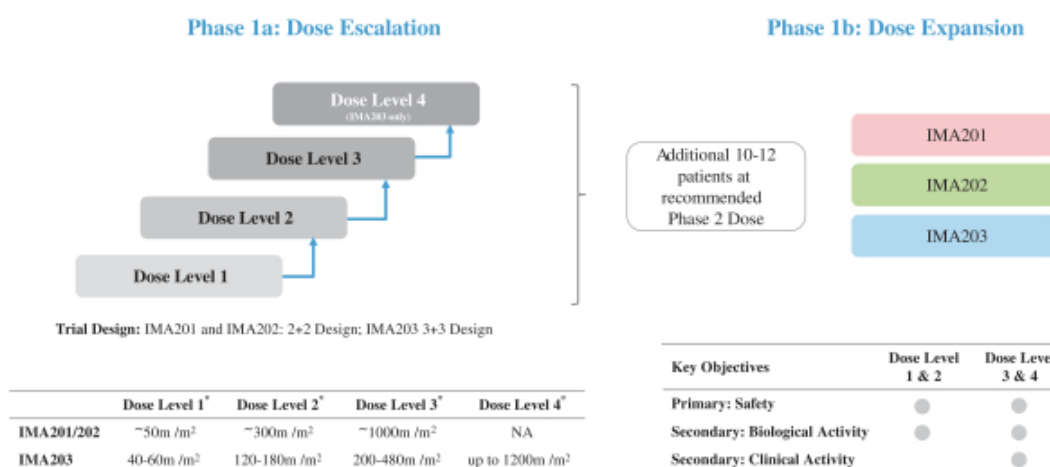 Phase 1a: Dose Escalation
Phase 1b: Dose Expansion
Dose Level 4
(IMA203 only)
Dose Level 3
Dose Level 2
Dose Level 1
Additional 10-12
patients at
recommended
Phase 2 Dose
IMA201
IMA202
IMA203
Trial Design: IMA201 and IMA202: 2+2 Design; IMA203 3+3 Design
Dose Level 1* Dose Level 2* Dose Level 3* Dose Level 4*
IMA201/202 ~50m /m² ~300m /m² ~1000m /m² NA
IMA203 40-60m /m² 120-180m /m² 200-480m /m² up to 1200m /m²
Key Objectives Dose Level Dose Leve
1 & 2 3 & 4
Primary: Safety
Secondary: Biological Activity
Secondary: Clinical Activity